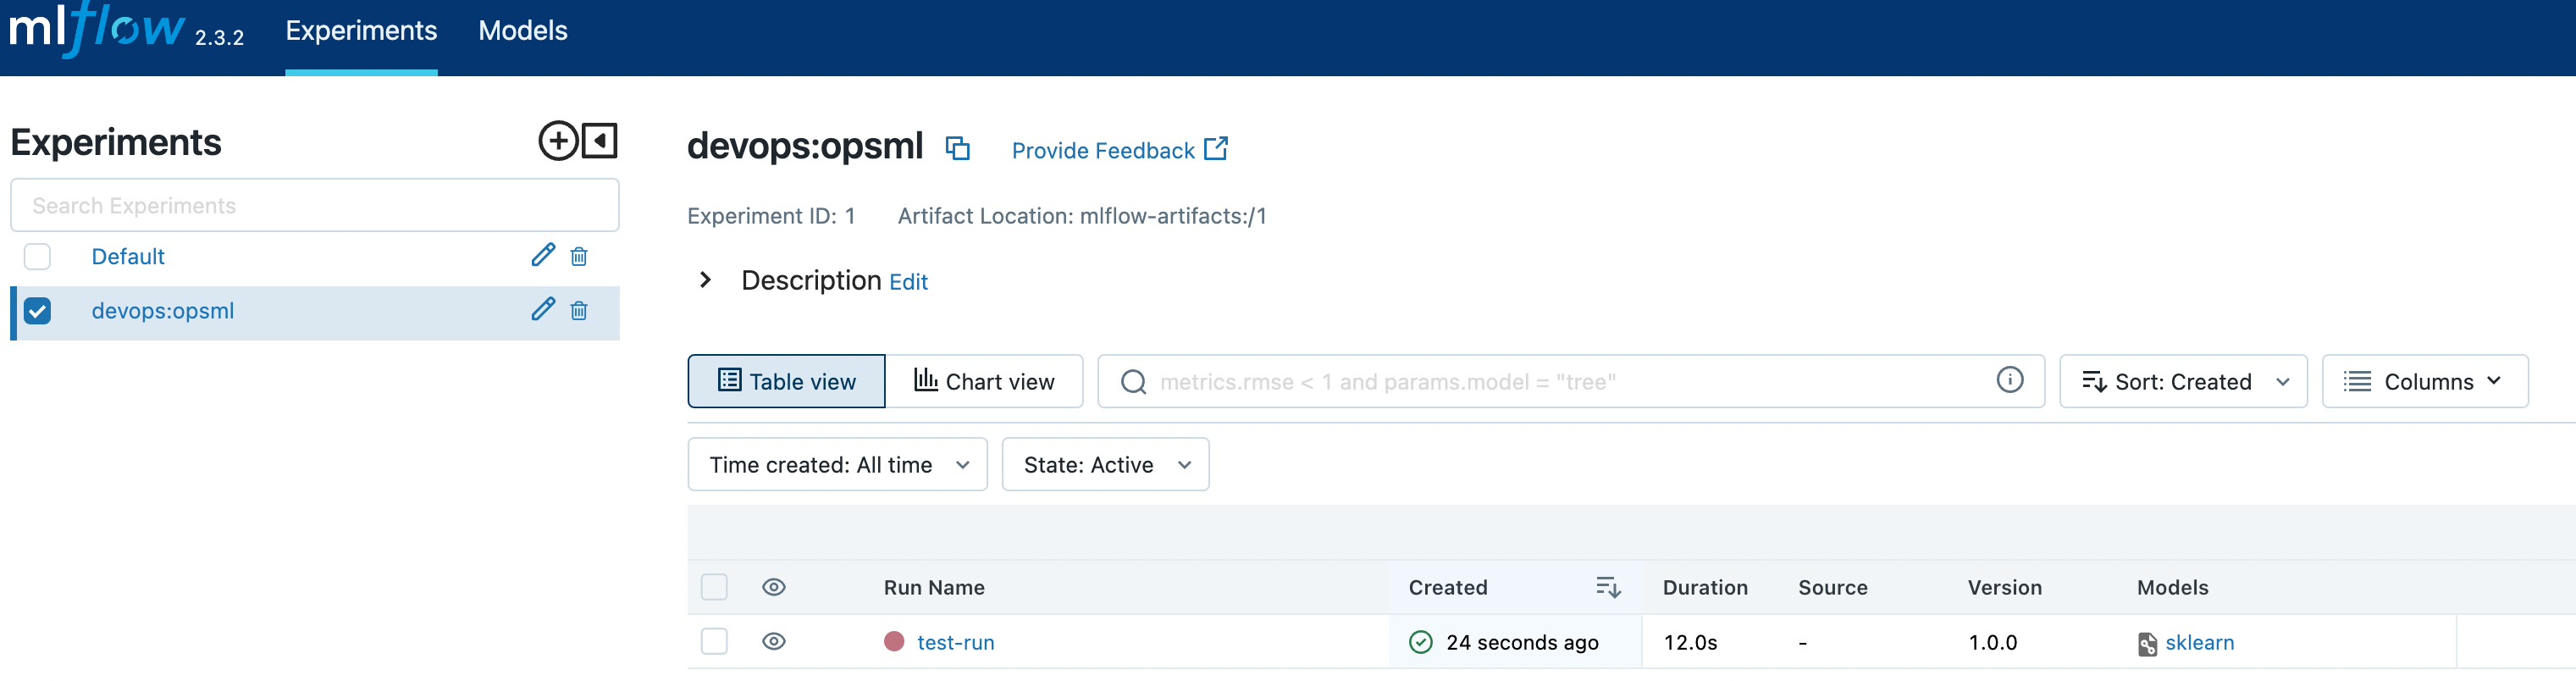 mlflow 2.3.2 Experiments Models
Experiments
Search Experiments
Default
devops:opsml
devops:opsml Provide Feedback
Experiment ID: 1 Artifact Location: mlflow-artifacts:/1
Description Edit
Table view Chart view metrics.rmse < 1 and params.model = "tree" Sort: Created Columns
Time created: All time State: Active
Run Name Created Duration Source Version Models
test-run 24 seconds ago 12.0s - 1.0.0 sklearn